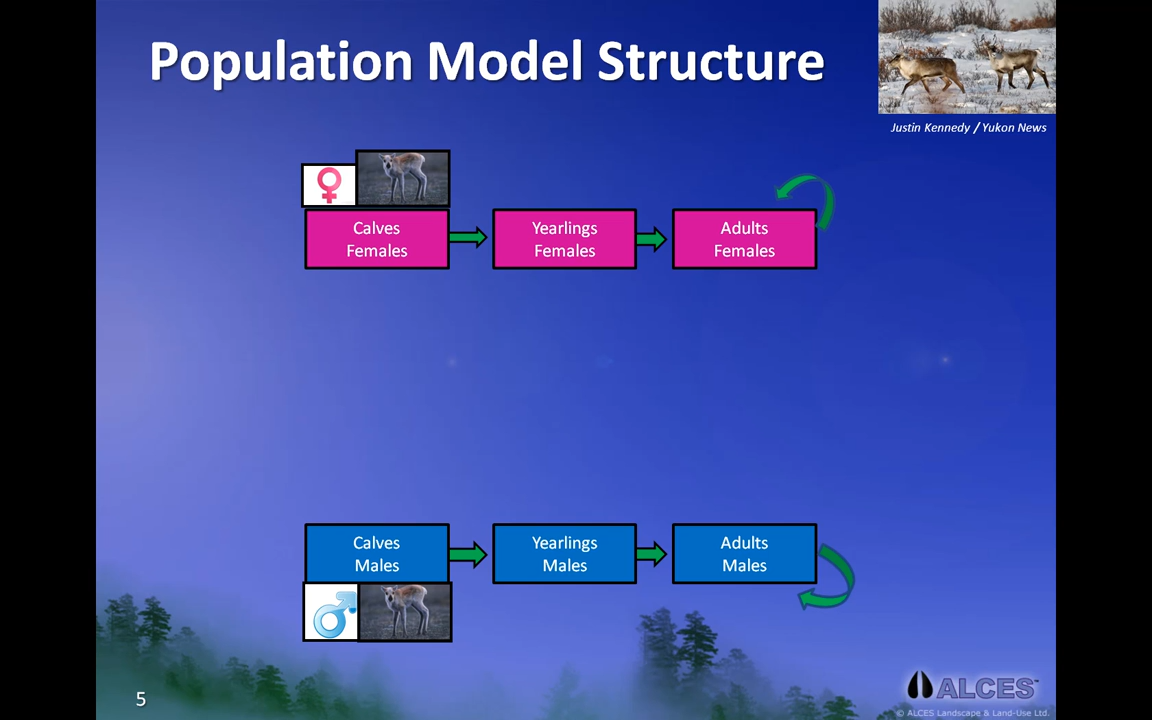 Population Model Structure
Justin Kennedy / Yukon News
Calves
Females
Yearlings
Females
Adults
Females
Calves
Males
Yearlings
Males
Adults
Males
5
ALCES™
© ALCES Landscape & Land-Use Ltd.